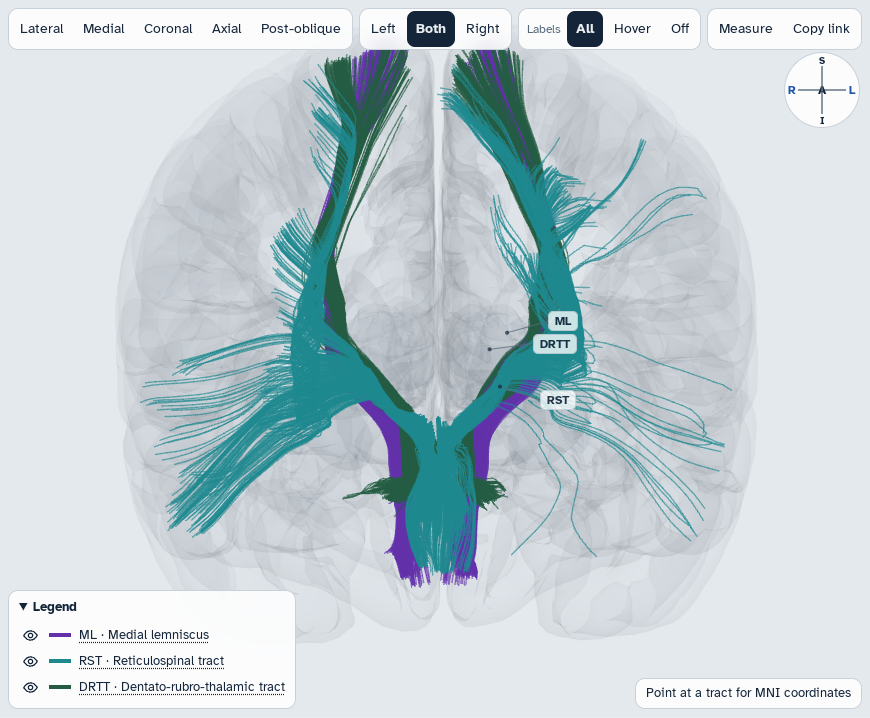 Lateral Medial Coronal Axial Post-oblique Left Both Right Labels All Hover Off Measure Copy link
S
R A L
I
ML
DRTT
RST
▼ Legend
ML · Medial lemniscus
RST · Reticulospinal tract
DRTT · Dentato-rubro-thalamic tract
Point at a tract for MNI coordinates